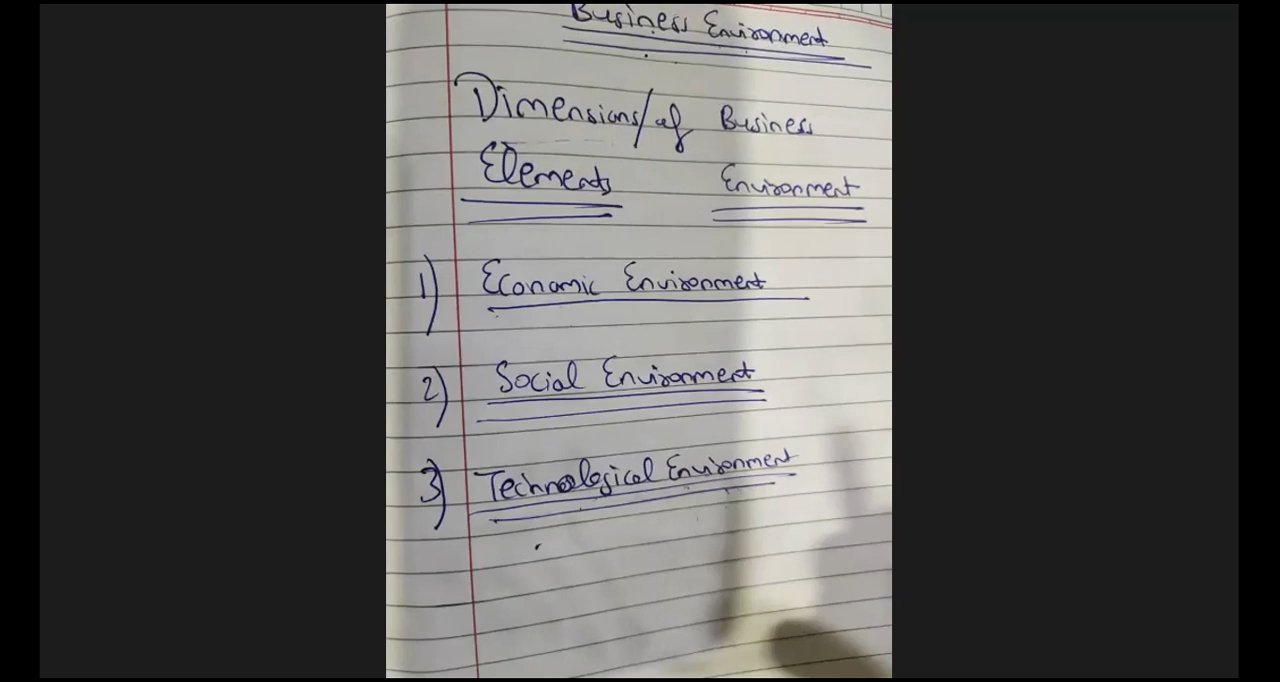 Business Environment
Dimensions/of Business
Elements Environment
1) Economic Environment
2) Social Environment
3) Technological Environment